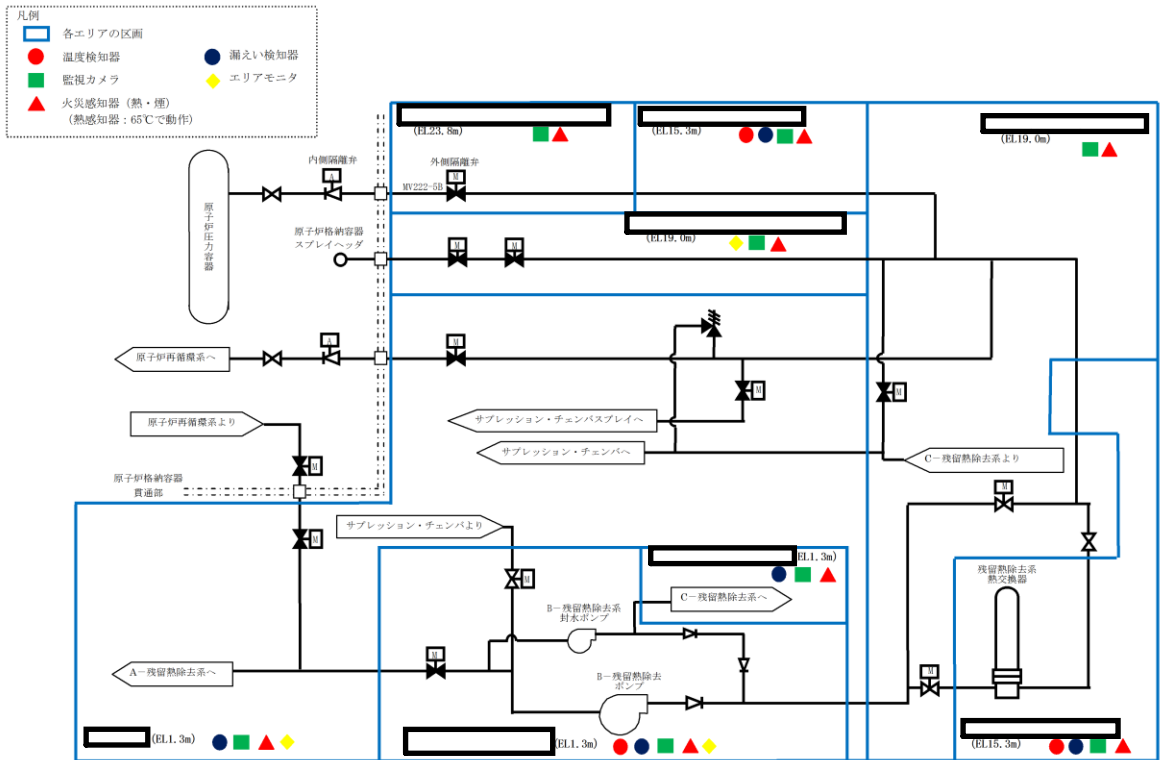 凡例
各エリアの区画
温度検知器
漏えい検知器
監視カメラ
エリアモニタ
火災感知器（熱・煙）
（熱感知器：65℃で動作）
(EL23.8m)
(EL15.3m)
(EL19.0m)
内側隔離弁
外側隔離弁
A
M
MV222-5B
原子炉圧力容器
(EL19.0m)
原子炉格納容器
スプレイヘッダ
M
M
A
M
原子炉再循環系へ
M
M
原子炉再循環系より
サプレッション・チェンバスプレイへ
サプレッション・チェンバへ
C－残留熱除去系より
M
原子炉格納容器
貫通部
M
サプレッション・チェンバより
M
(EL1.3m)
M
残留熱除去系
熱交換器
C－残留熱除去系へ
B－残留熱除去系
封水ポンプ
M
A－残留熱除去系へ
B－残留熱除去
ポンプ
M
(EL1.3m)
(EL1.3m)
(EL15.3m)